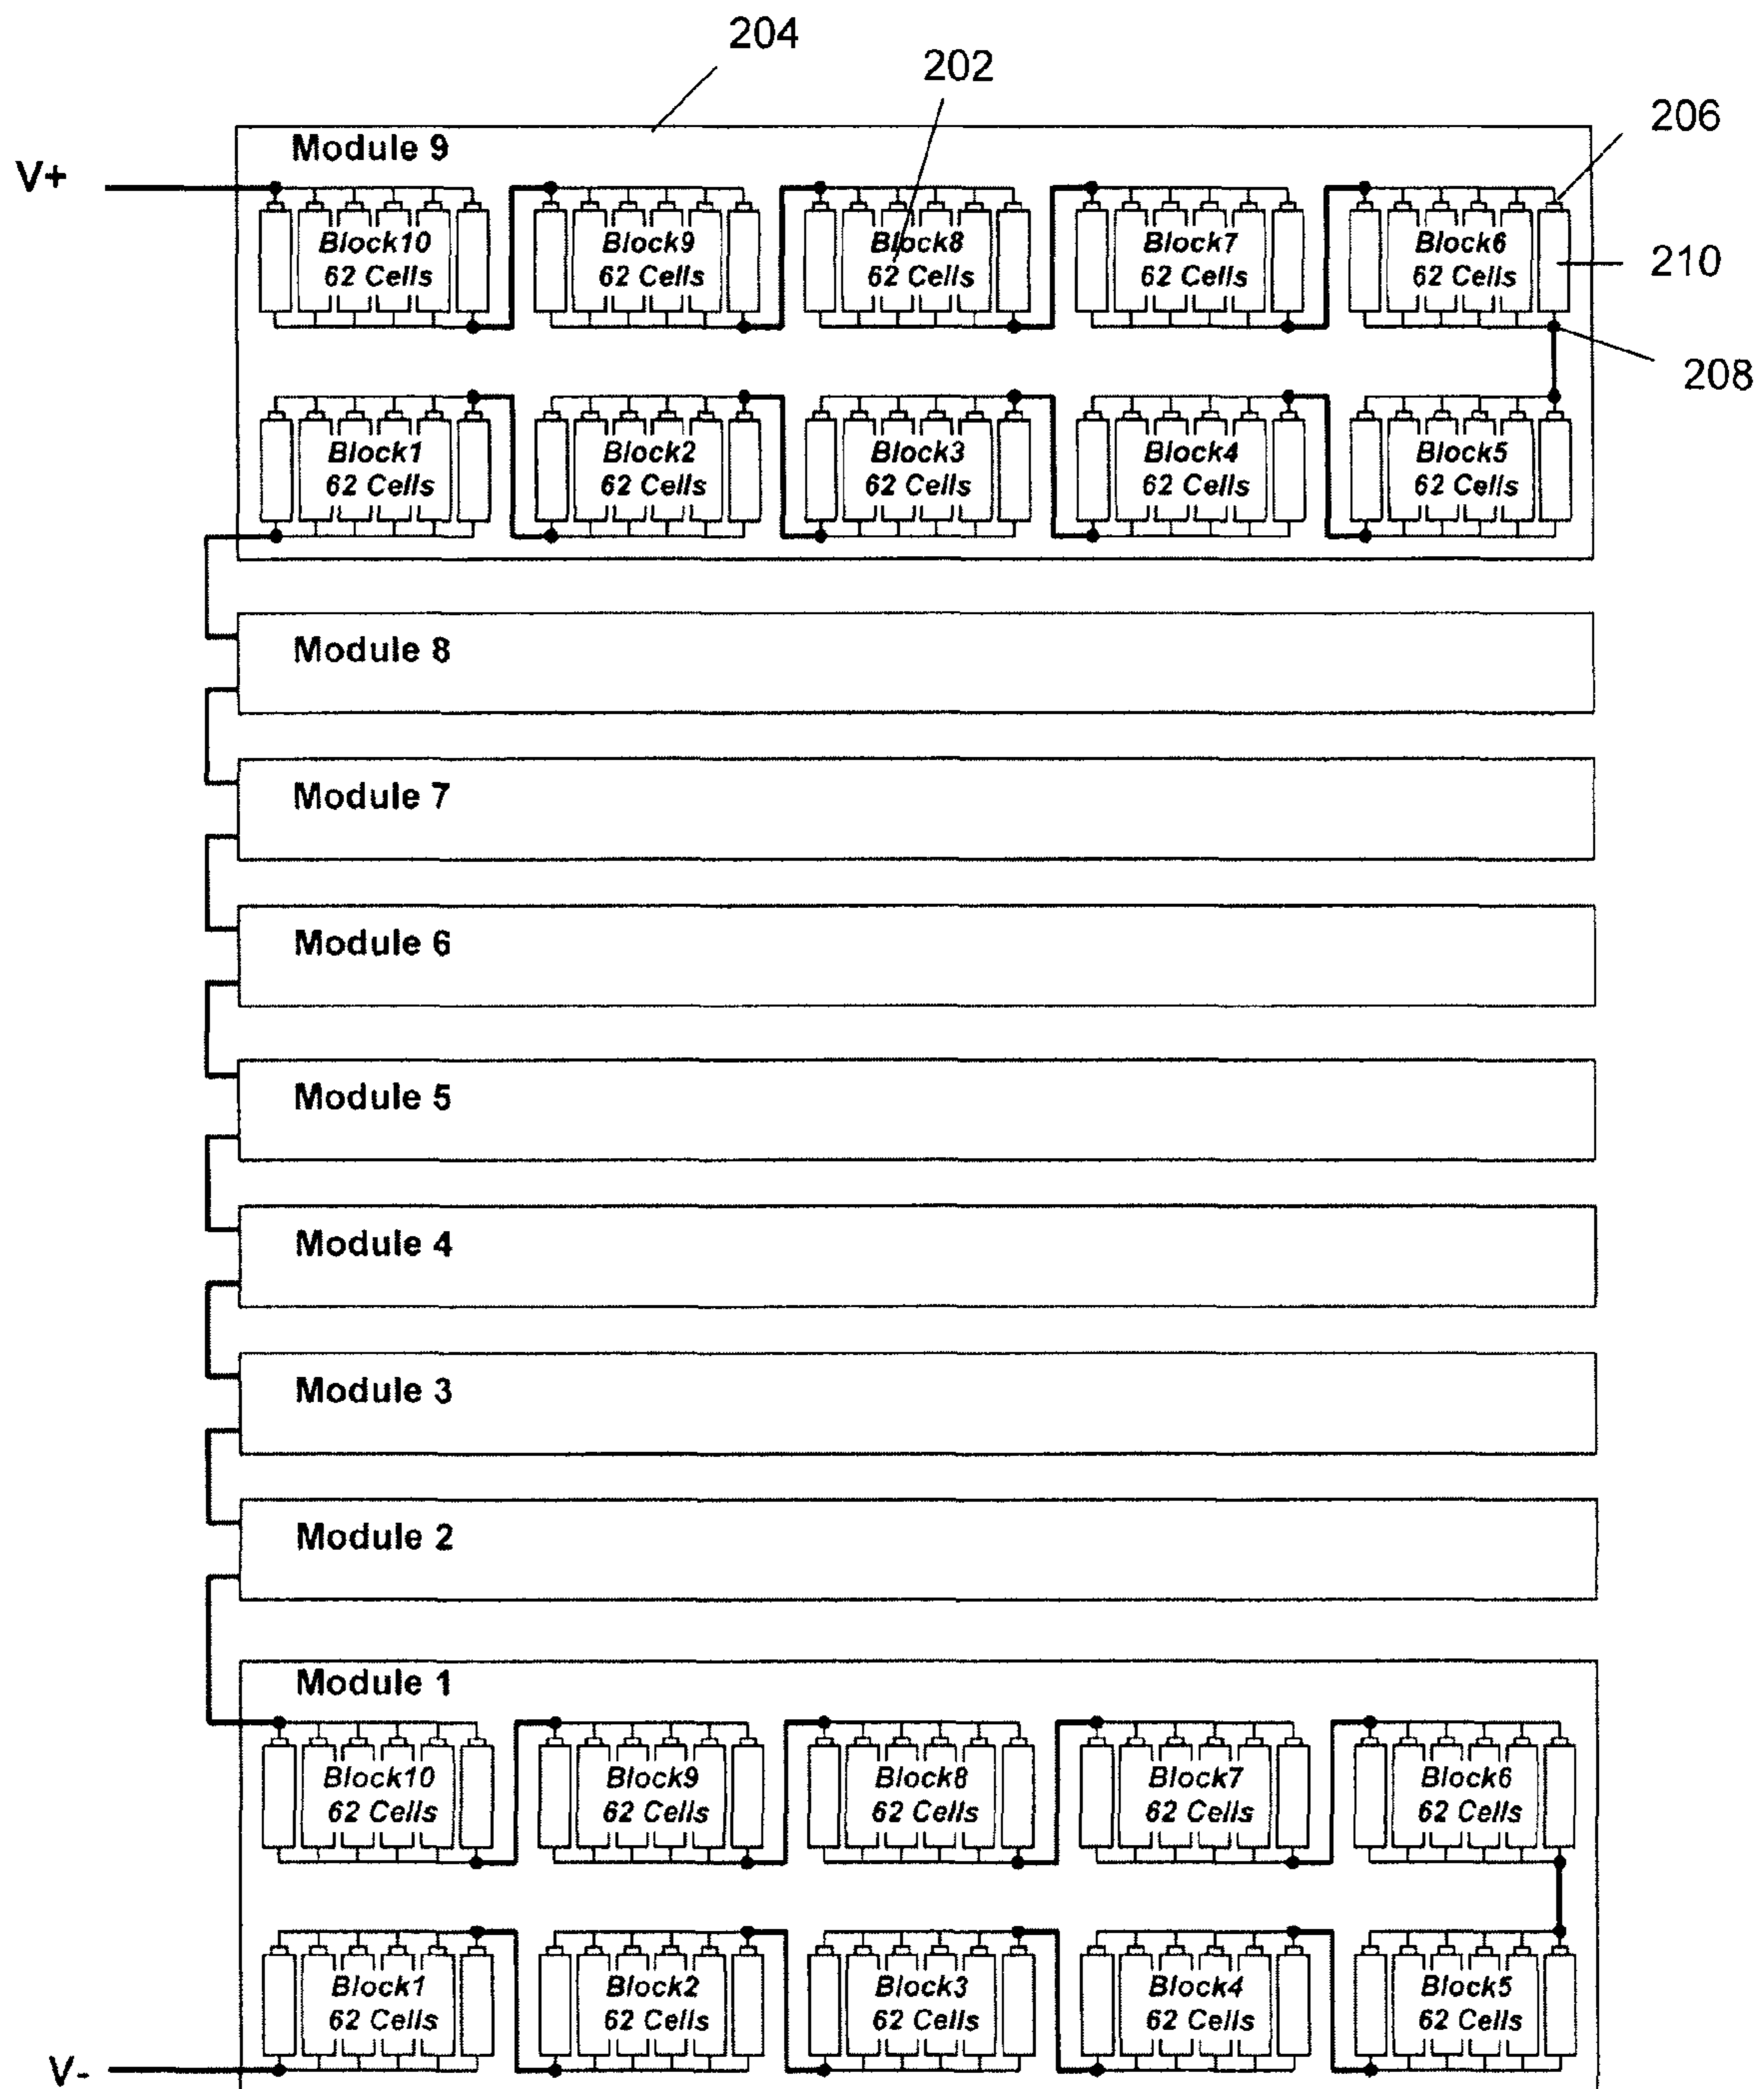 204
202
206
Module 9
V+
Block10
62 Cells
Block9
62 Cells
Block8
62 Cells
Block7
62 Cells
Block6
62 Cells
210
208
Block1
62 Cells
Block2
62 Cells
Block3
62 Cells
Block4
62 Cells
Block5
62 Cells
Module 8
Module 7
Module 6
Module 5
Module 4
Module 3
Module 2
Module 1
Block10
62 Cells
Block9
62 Cells
Block8
62 Cells
Block7
62 Cells
Block6
62 Cells
Block1
62 Cells
Block2
62 Cells
Block3
62 Cells
Block4
62 Cells
Block5
62 Cells
V-